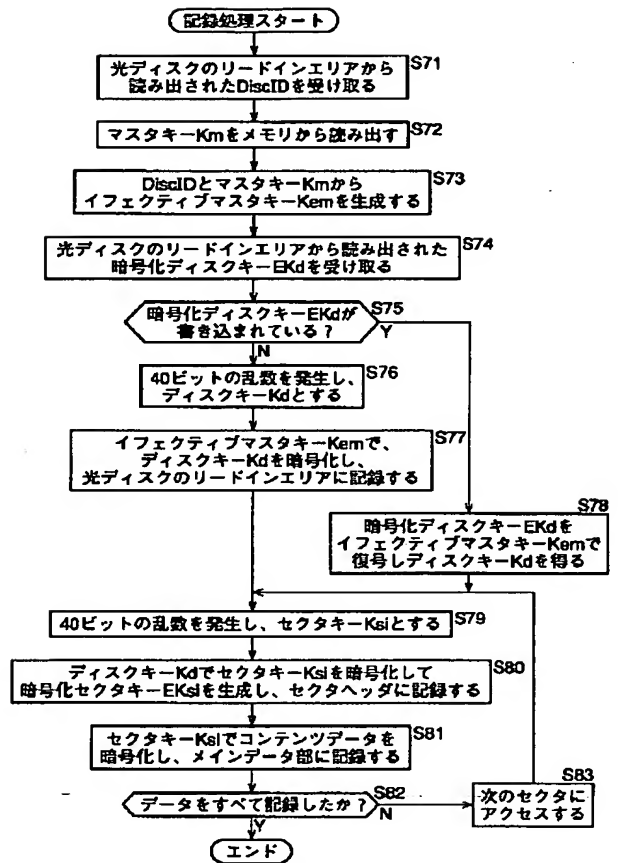 記録処理スタート
光ディスクのリードインエリアから
読み出されたDiscIDを受け取る
S71
マスタキーKmをメモリから読み出す
S72
DiscIDとマスタキーKmから
イフェクティブマスタキーKemを生成する
S73
光ディスクのリードインエリアから読み出された
暗号化ディスクキーEKdを受け取る
S74
暗号化ディスクキーEKdが
書き込まれている？
S75
Y
N
40ビットの乱数を発生し、
ディスクキーKdとする
S76
イフェクティブマスタキーKemで、
ディスクキーKdを暗号化し、
光ディスクのリードインエリアに記録する
S77
S78
暗号化ディスクキーEKdを
イフェクティブマスタキーKemで
復号しディスクキーKdを得る
40ビットの乱数を発生し、セクタキーKsiとする
S79
ディスクキーKdでセクタキーKsiを暗号化して
暗号化セクタキーEKsiを生成し、セクタヘッダに記録する
S80
セクタキーKsiでコンテンツデータを
暗号化し、メインデータ部に記録する
S81
データをすべて記録したか？
S82
N
Y
S83
次のセクタに
アクセスする
エンド